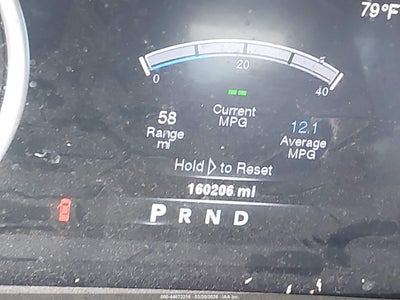 79°F
0 20 40
58
Range
mi
Current
MPG
12.1
Average
MPG
Hold to Reset
160206 mi
P R N D